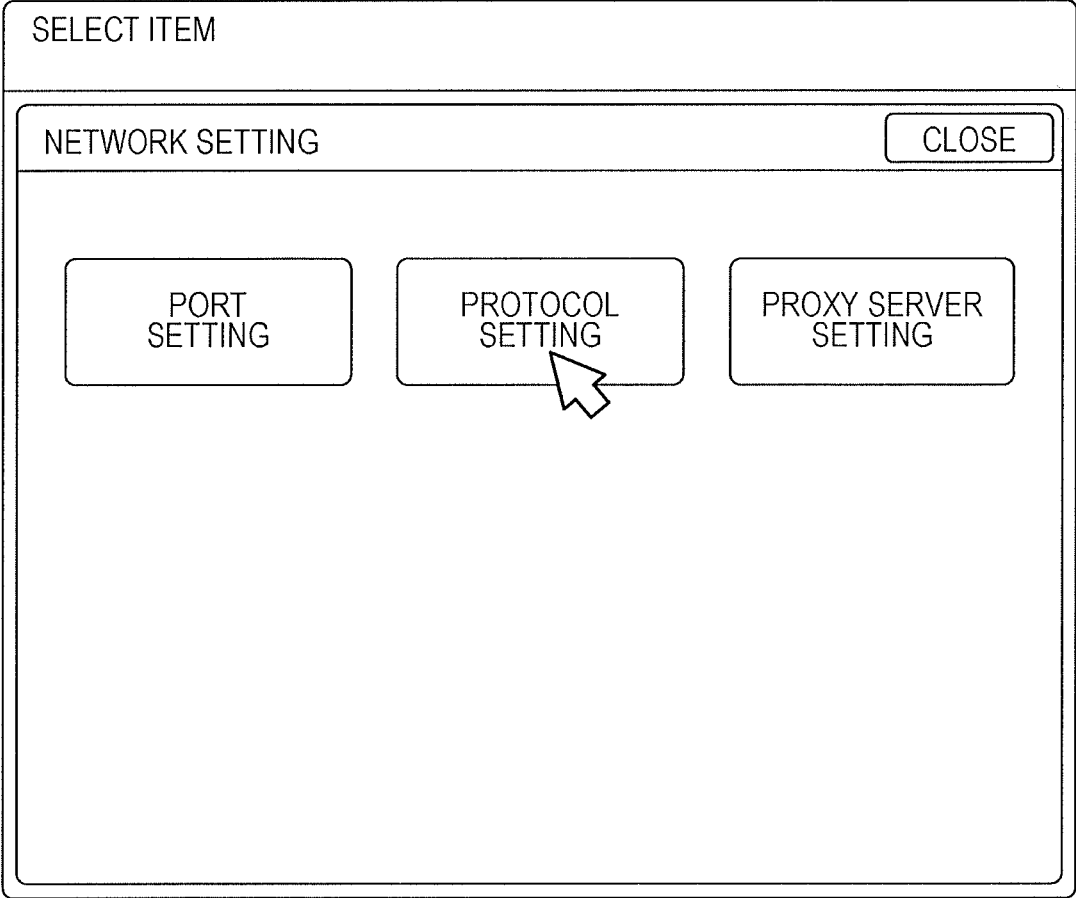 SELECT ITEM
NETWORK SETTING
CLOSE
PORT
SETTING
PROTOCOL
SETTING
PROXY SERVER
SETTING